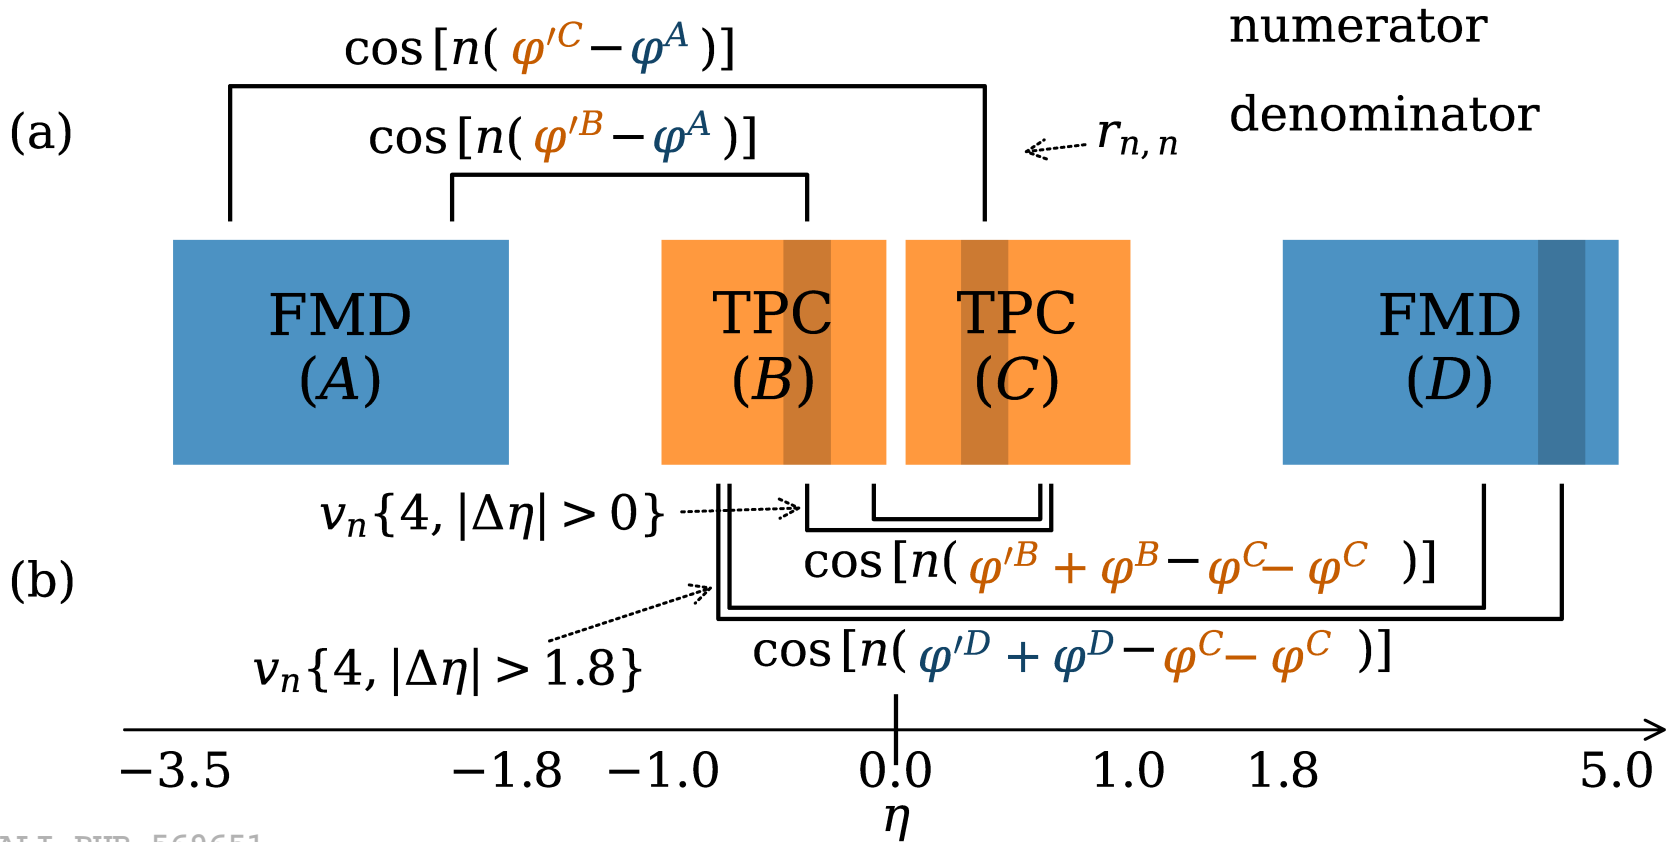 numerator
cos [n( φ′ᶜ − φᴬ )]
(a)
cos [n( φ′ᴮ − φᴬ )]
denominator
rₙ, ₙ
FMD
(A)
TPC
(B)
TPC
(C)
FMD
(D)
vₙ{4, |Δη| > 0}
cos [n( φ′ᴮ + φᴮ − φᶜ − φᶜ )]
(b)
cos [n( φ′ᴰ + φᴰ − φᶜ − φᶜ )]
vₙ{4, |Δη| > 1.8}
−3.5 −1.8 −1.0 0.0 1.0 1.8 5.0
η